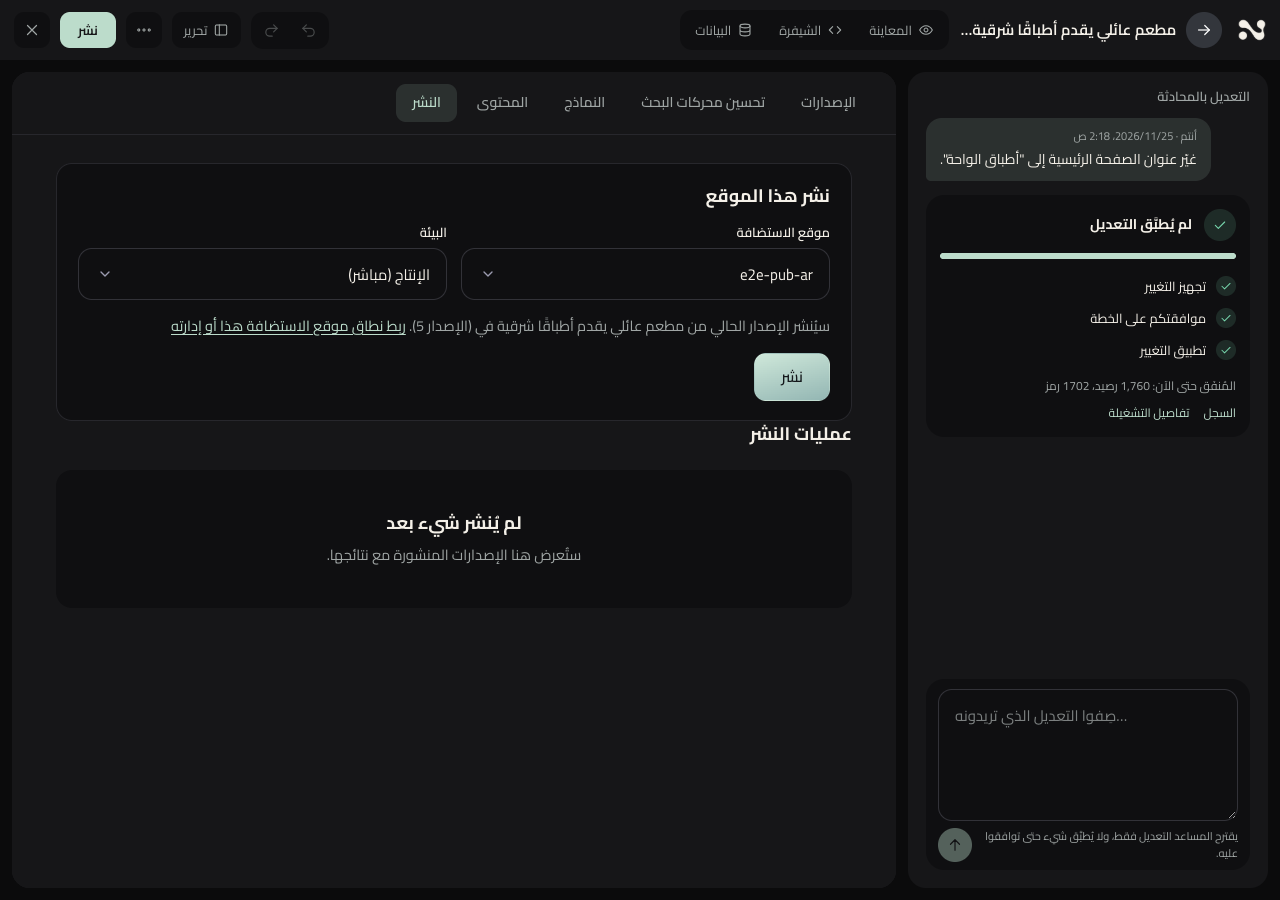 مطعم عائلي يقدم أطباقًا شرقية...
المعاينة
الشيفرة
البيانات
تحرير
نشر
التعديل بالمحادثة
أنتم · 2026/11/25، 2:18 ص
غيّر عنوان الصفحة الرئيسية إلى "أطباق الواحة".
لم يُطبَّق التعديل
تجهيز التغيير
موافقتكم على الخطة
تطبيق التغيير
المُنفَق حتى الآن: 1,760 رصيد، 1702 رمز
السجل
تفاصيل التشغيلة
صِفوا التعديل الذي تريدونه...
يقترح المساعد التعديل فقط، ولا يُطبَّق شيء حتى توافقوا
عليه.
الإصدارات
تحسين محركات البحث
النماذج
المحتوى
النشر
نشر هذا الموقع
موقع الاستضافة
البيئة
e2e-pub-ar
الإنتاج (مباشر)
سيُنشر الإصدار الحالي من مطعم عائلي يقدم أطباقًا شرقية في (الإصدار 5). ربط نطاق موقع الاستضافة هذا أو إدارته
نشر
عمليات النشر
لم يُنشر شيء بعد
ستُعرض هنا الإصدارات المنشورة مع نتائجها.